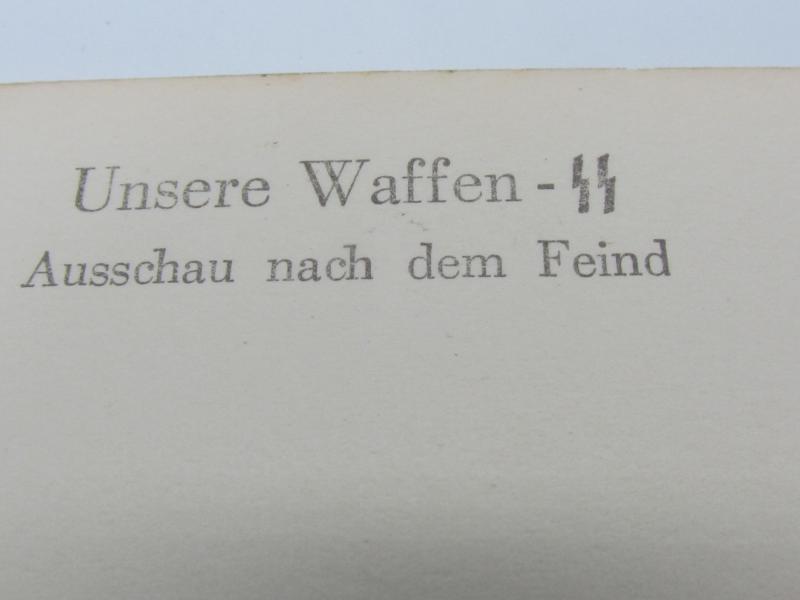 Unsere Waffen - ᛋᛋ
Ausschau nach dem Feind